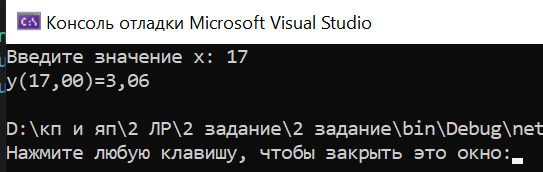 Консоль отладки Microsoft Visual Studio
Введите значение x: 17
y(17,00)=3,06
D:\кп и яп\2 ЛР\2 задание\2 задание\bin\Debug\net
Нажмите любую клавишу, чтобы закрыть это окно: